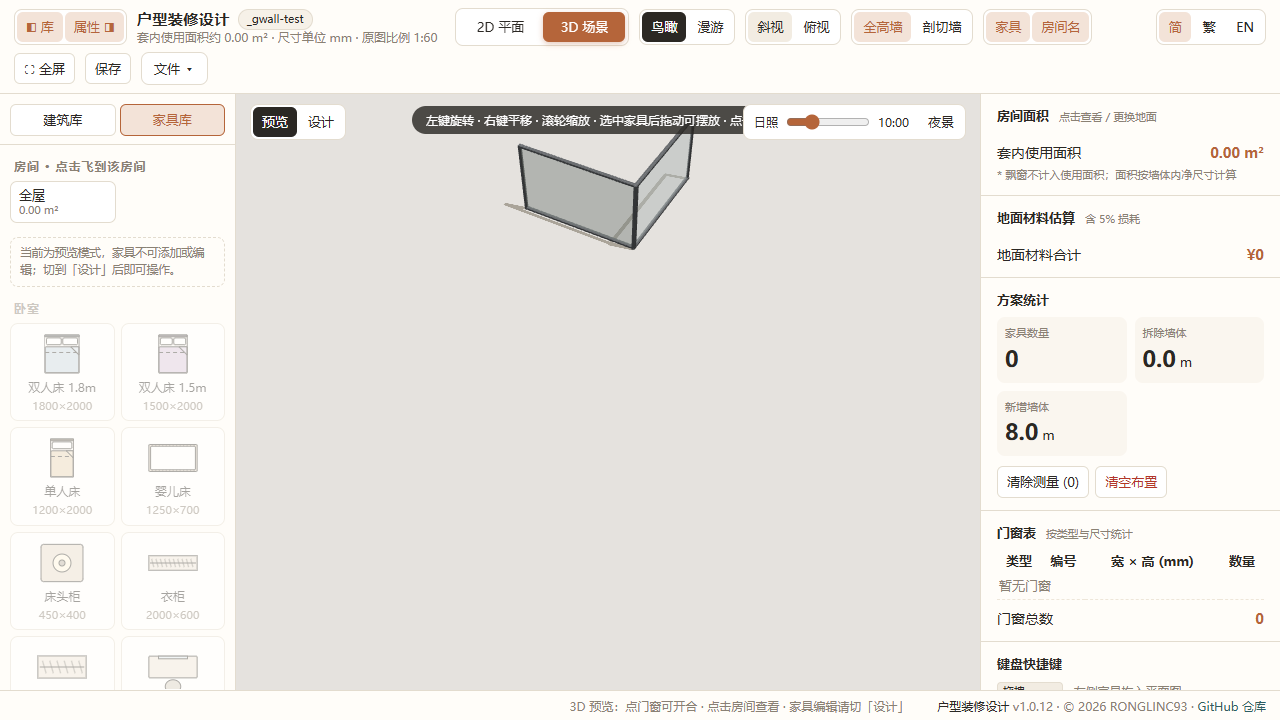 ◧ 库 属性 ◨ 户型装修设计 _gwall-test
套内使用面积约 0.00 m² · 尺寸单位 mm · 原图比例 1:60
2D 平面 3D 场景 鸟瞰 漫游 斜视 俯视 全高墙 剖切墙 家具 房间名 简 繁 EN
⛶ 全屏 保存 文件 ▾
建筑库 家具库
房间 · 点击飞到该房间
全屋
0.00 m²
当前为预览模式，家具不可添加或编
辑；切到「设计」后即可操作。
卧室
双人床 1.8m
1800×2000
双人床 1.5m
1500×2000
单人床
1200×2000
婴儿床
1250×700
床头柜
450×400
衣柜
2000×600
预览 设计
左键旋转 · 右键平移 · 滚轮缩放 · 选中家具后拖动可摆放 · 点
日照 10:00 夜景
房间面积 点击查看 / 更换地面
套内使用面积 0.00 m²
* 飘窗不计入使用面积；面积按墙体内净尺寸计算
地面材料估算 含 5% 损耗
地面材料合计 ¥0
方案统计
家具数量
0
拆除墙体
0.0 m
新增墙体
8.0 m
清除测量 (0) 清空布置
门窗表 按类型与尺寸统计
类型 编号 宽 × 高 (mm) 数量
暂无门窗
门窗总数 0
键盘快捷键
3D 预览：点门窗可开合 · 点击房间查看 · 家具编辑请切「设计」 户型装修设计 v1.0.12 · © 2026 RONGLINC93 · GitHub 仓库